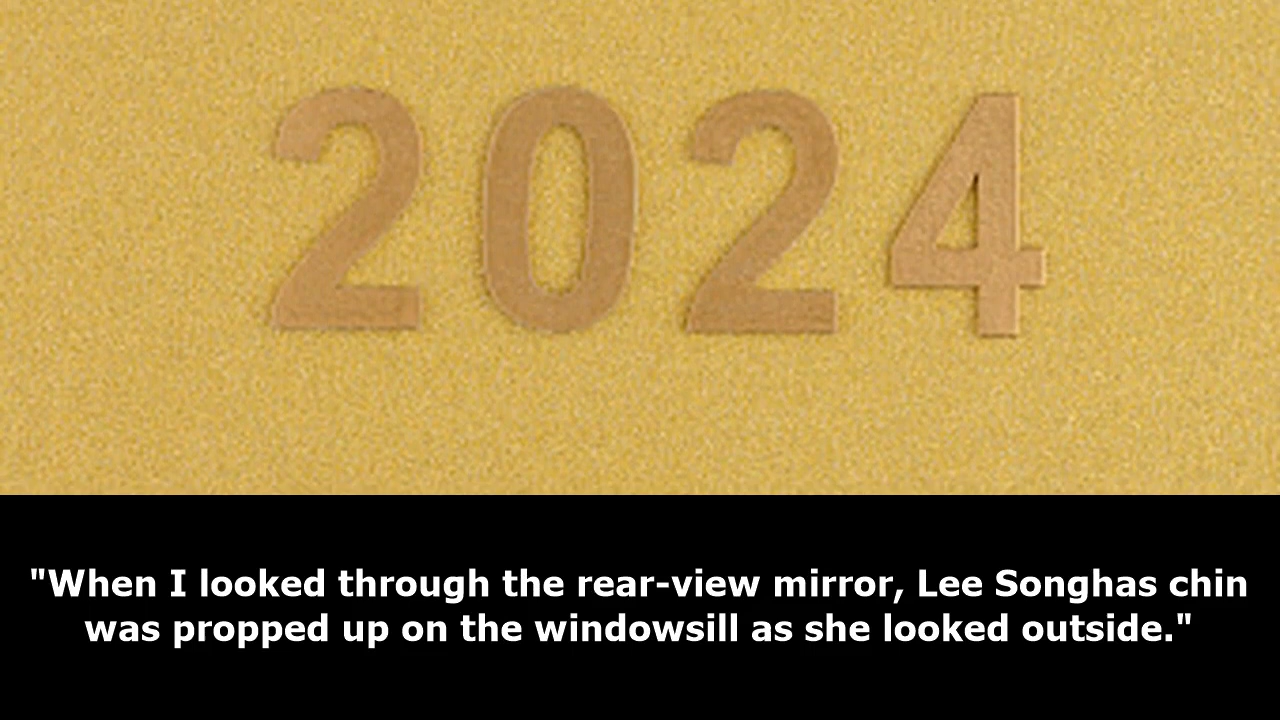 2024
"When I looked through the rear-view mirror, Lee Songhas chin
was propped up on the windowsill as she looked outside."